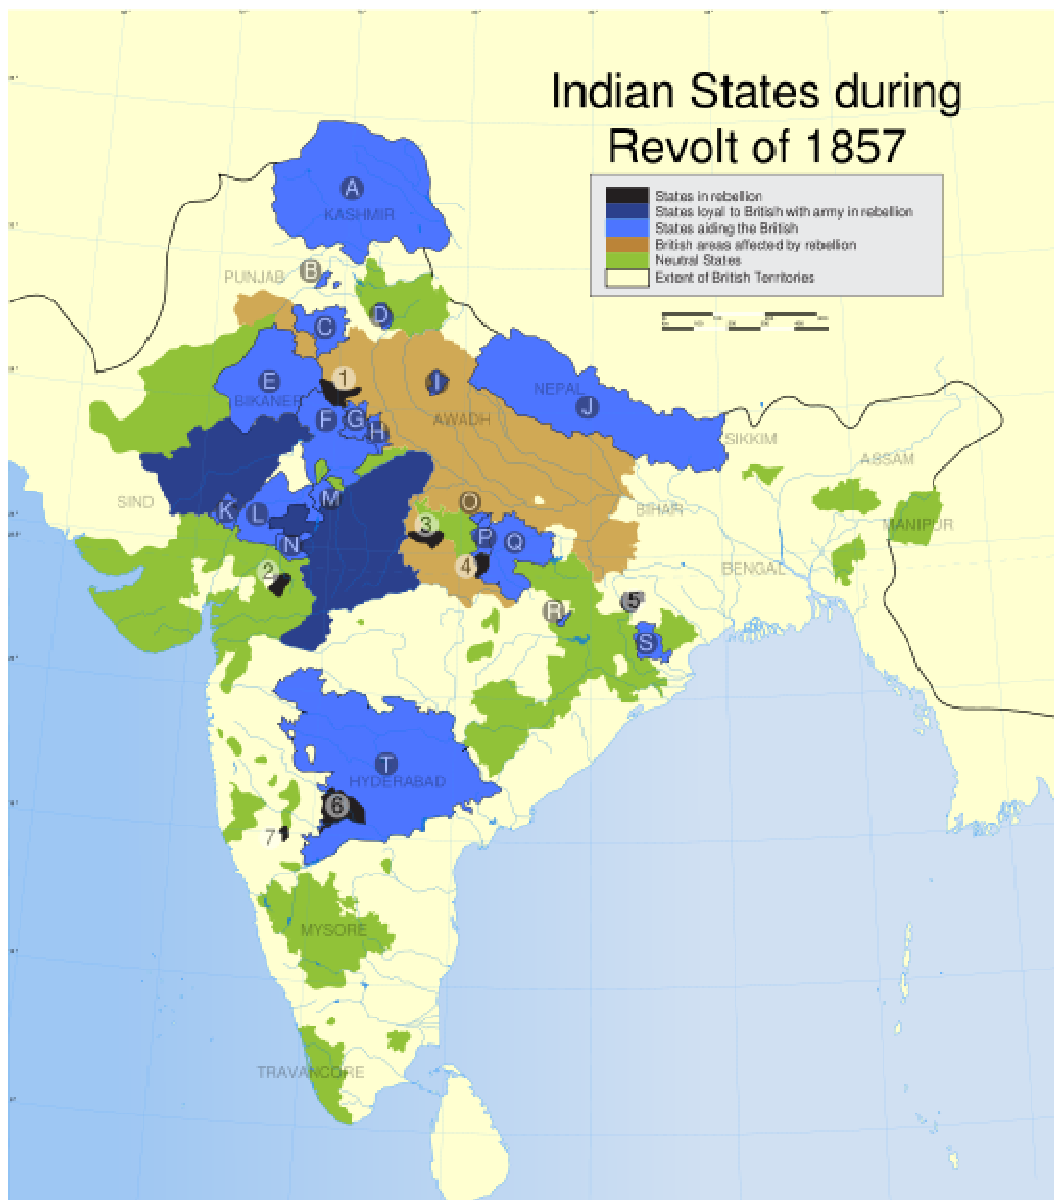 Indian States during
Revolt of 1857
States in rebellion
States loyal to British with army in rebellion
States aiding the British
British areas affected by rebellion
Neutral States
Extent of British Territories
A
KASHMIR
B
PUNJAB
C
D
1
I
E
BIKANER
NEPAL
J
F
G
H
AWADH
SIKKIM
ASSAM
SIND
K
L
M
O
BIHAR
MANIPUR
3
P
Q
N
2
4
BENGAL
R
5
S
T
HYDERABAD
6
7
MYSORE
TRAVANCORE